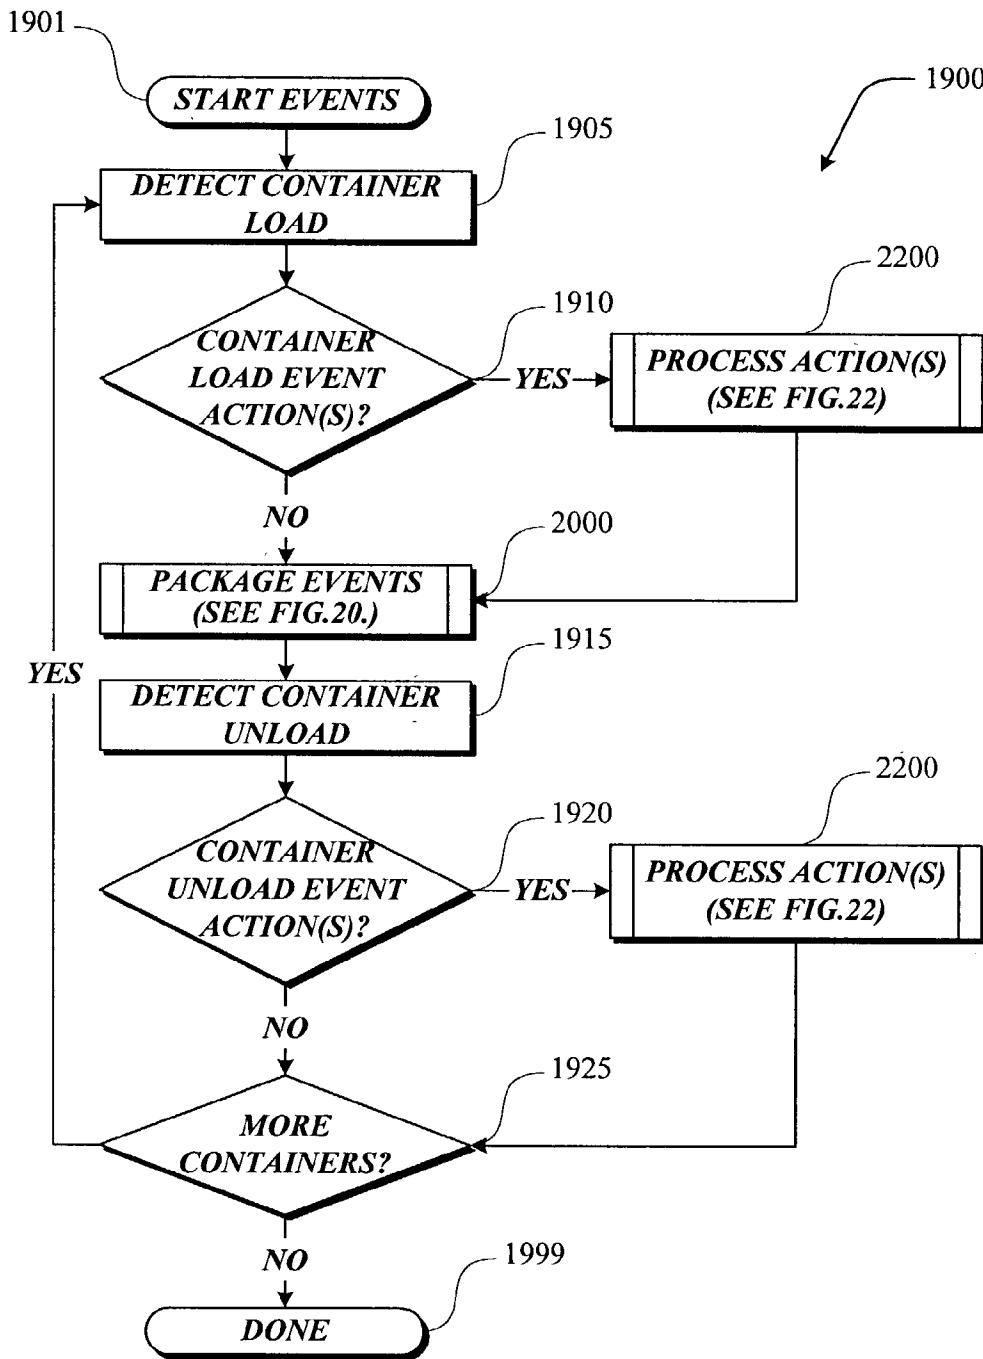 1901
START EVENTS
1900
1905
DETECT CONTAINER
LOAD
2200
1910
CONTAINER
LOAD EVENT
ACTION(S)?
YES
PROCESS ACTION(S)
(SEE FIG.22)
NO
2000
PACKAGE EVENTS
(SEE FIG.20.)
1915
YES
DETECT CONTAINER
UNLOAD
2200
1920
CONTAINER
UNLOAD EVENT
ACTION(S)?
YES
PROCESS ACTION(S)
(SEE FIG.22)
NO
1925
MORE
CONTAINERS?
NO
1999
DONE